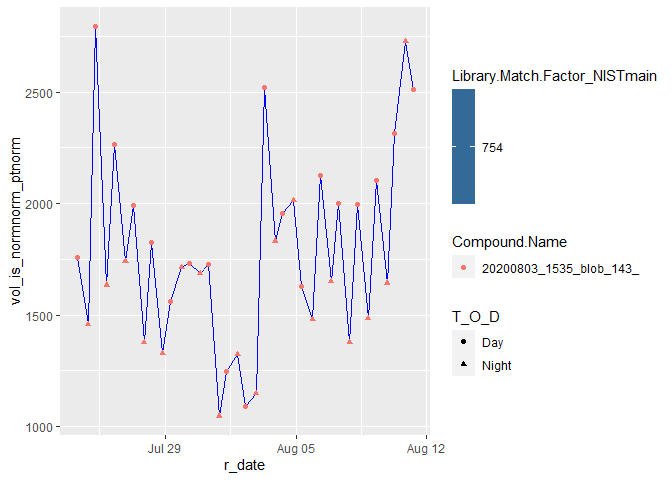 vol_is_normnorm_ptnorm
2500
2000
1500
1000
Jul 29
Aug 05
Aug 12
r_date
Library.Match.Factor_NISTmain
754
Compound.Name
20200803_1535_blob_143_
T_O_D
Day
Night